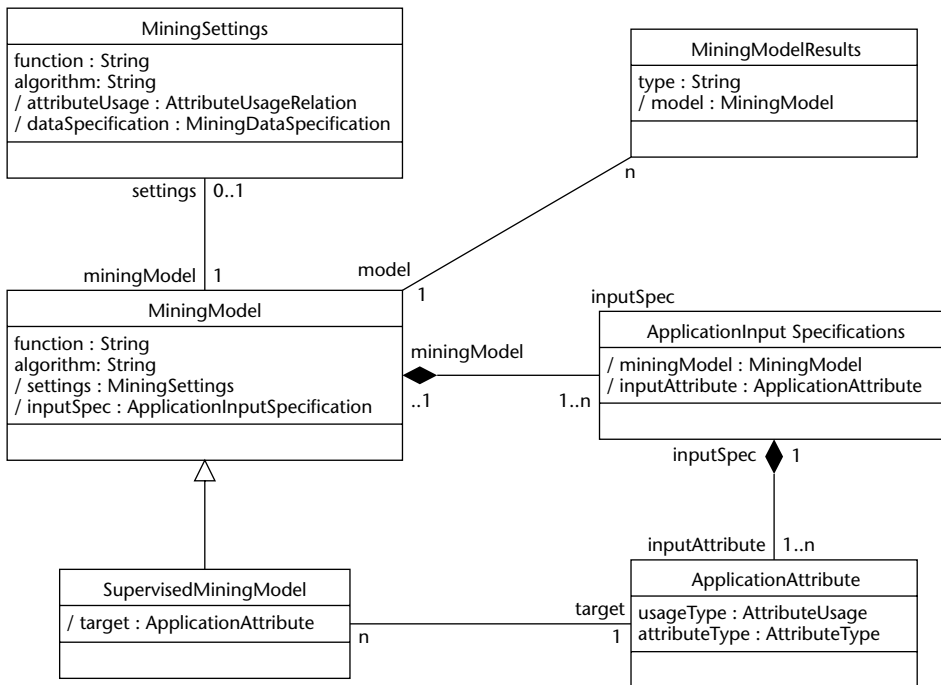 MiningSettings
function : String
algorithm: String
/ attributeUsage : AttributeUsageRelation
/ dataSpecification : MiningDataSpecification
settings
0..1
MiningModelResults
type : String
/ model : MiningModel
n
miningModel
1
model
1
MiningModel
function : String
algorithm : String
/ settings : MiningSettings
/ inputSpec : ApplicationInputSpecification
miningModel
..1
1..n
inputSpec
ApplicationInput Specifications
/ miningModel : MiningModel
/ inputAttribute : ApplicationAttribute
inputSpec
1
inputAttribute
1..n
SupervisedMiningModel
/ target : ApplicationAttribute
n
target
1
ApplicationAttribute
usageType : AttributeUsage
attributeType : AttributeType